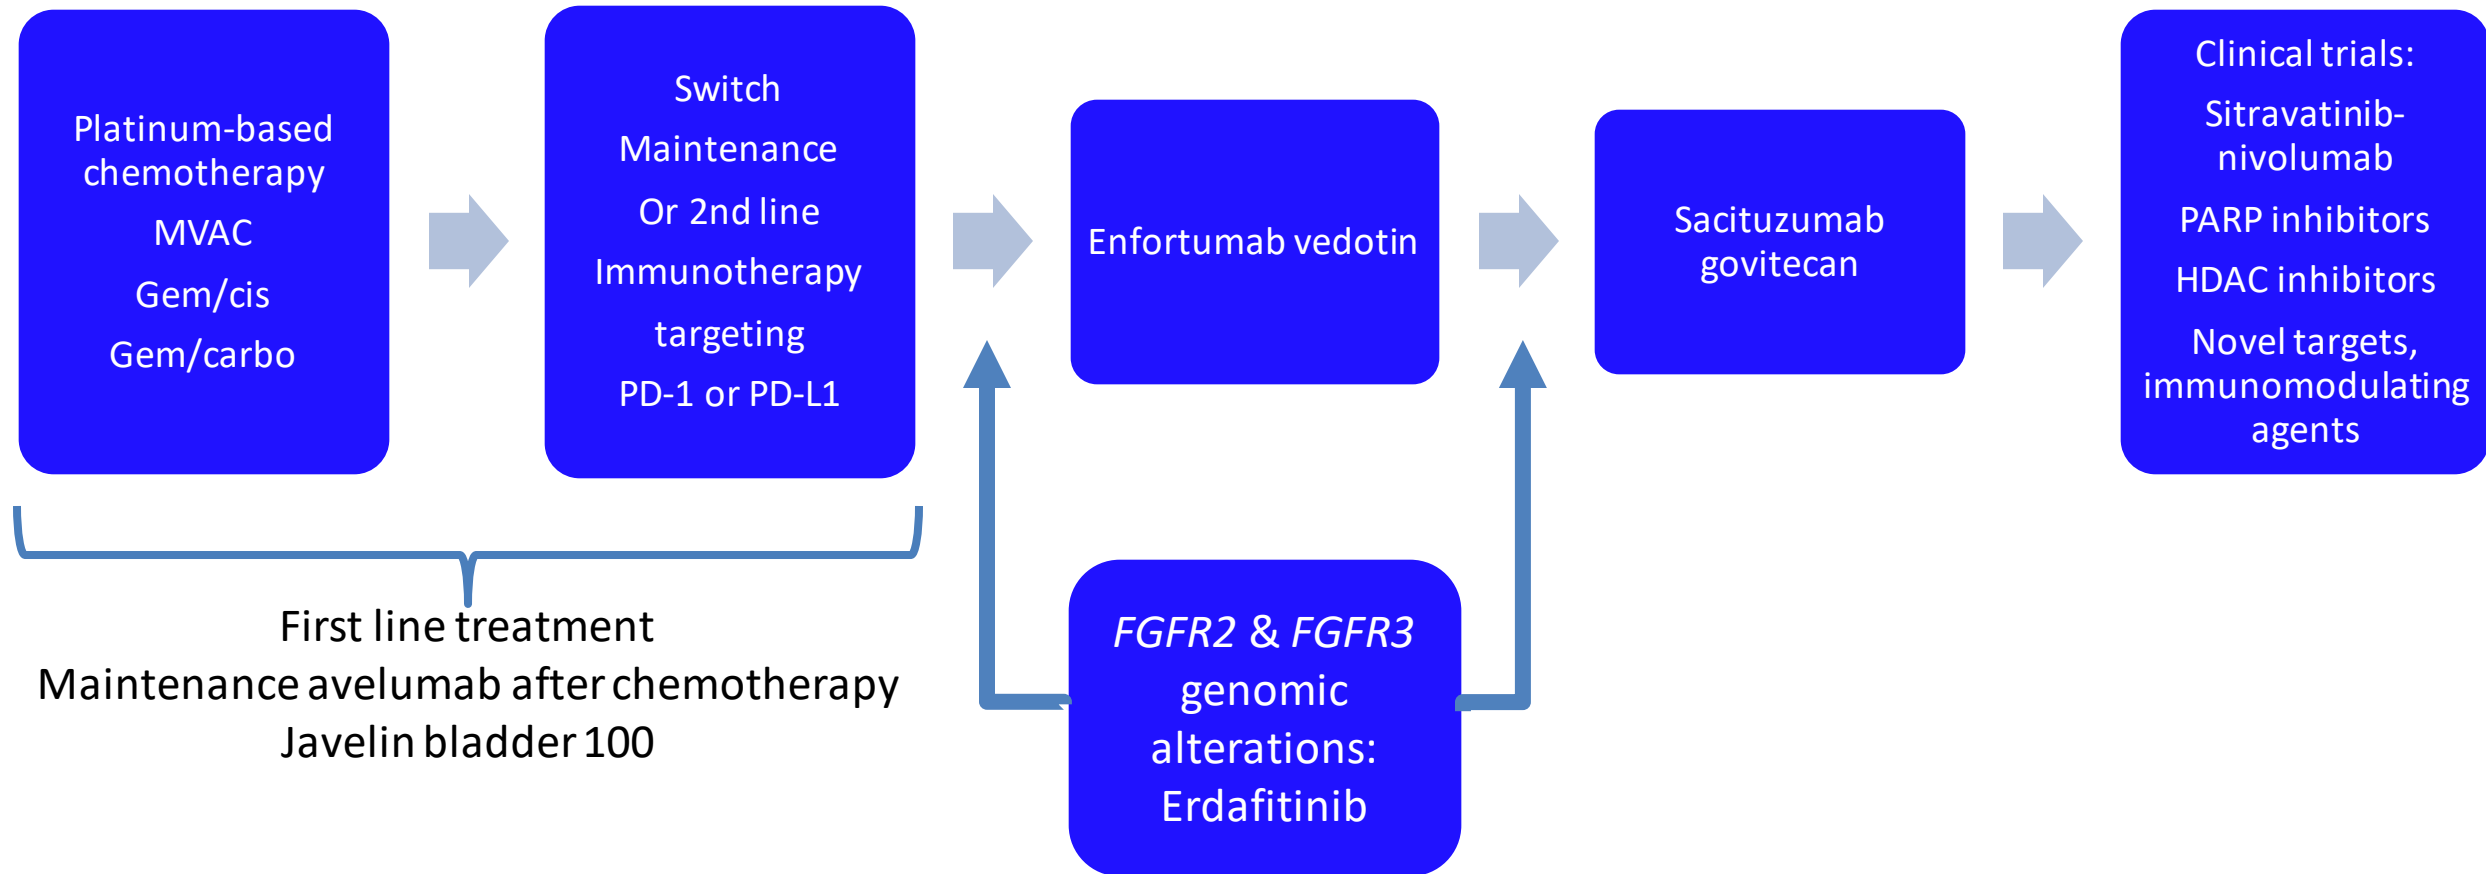 Platinum-based
chemotherapy
MVAC
Gem/cis
Gem/carbo
Switch
Maintenance
Or 2nd line
Immunotherapy
targeting
PD-1 or PD-L1
Enfortumab vedotin
Sacituzumab
govitecan
Clinical trials:
Sitravatinib-
nivolumab
PARP inhibitors
HDAC inhibitors
Novel targets,
immunomodulating
agents
First line treatment
Maintenance avelumab after chemotherapy
Javelin bladder 100
FGFR2 & FGFR3
genomic
alterations:
Erdafitinib